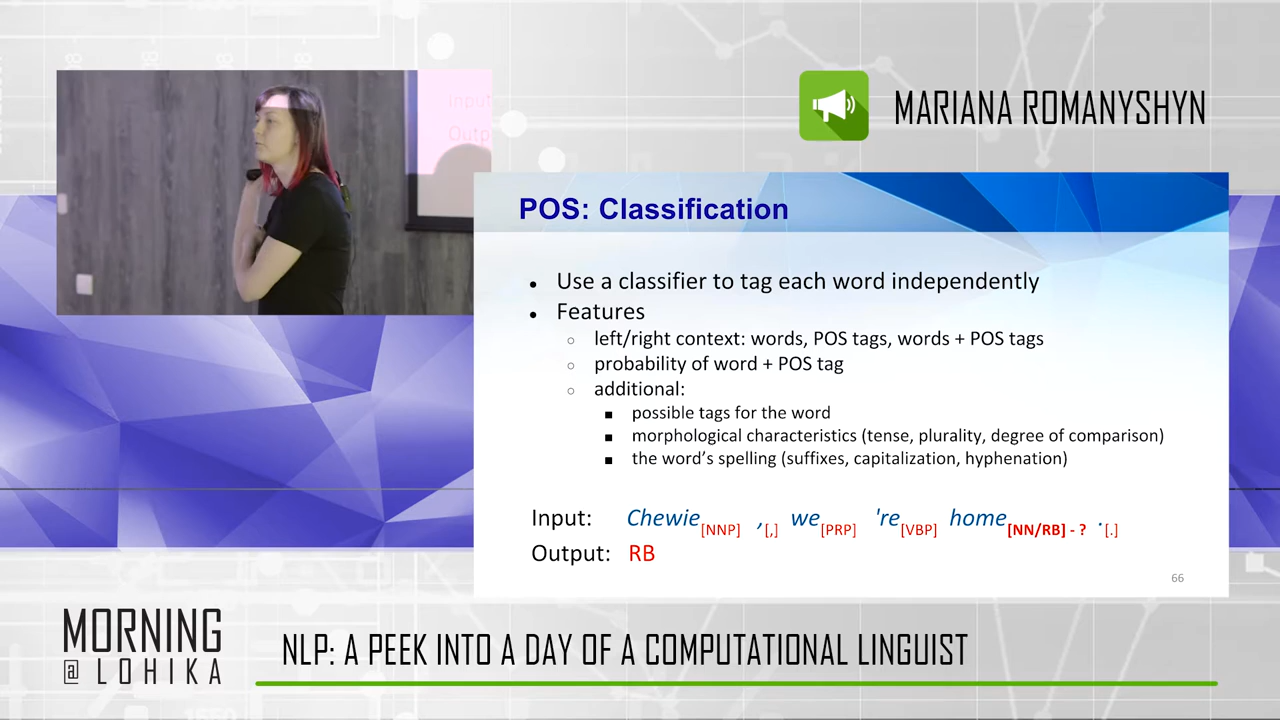 MARIANA ROMANYSHYN
Input
Outp
POS: Classification
● Use a classifier to tag each word independently
● Features
○ left/right context: words, POS tags, words + POS tags
○ probability of word + POS tag
○ additional:
■ possible tags for the word
■ morphological characteristics (tense, plurality, degree of comparison)
■ the word's spelling (suffixes, capitalization, hyphenation)
Input: Chewie[NNP] ,[,] we[PRP] 're[VBP] home[NN/RB] - ? .[.]
Output: RB
66
MORNING
@ LOHIKA
NLP: A PEEK INTO A DAY OF A COMPUTATIONAL LINGUIST